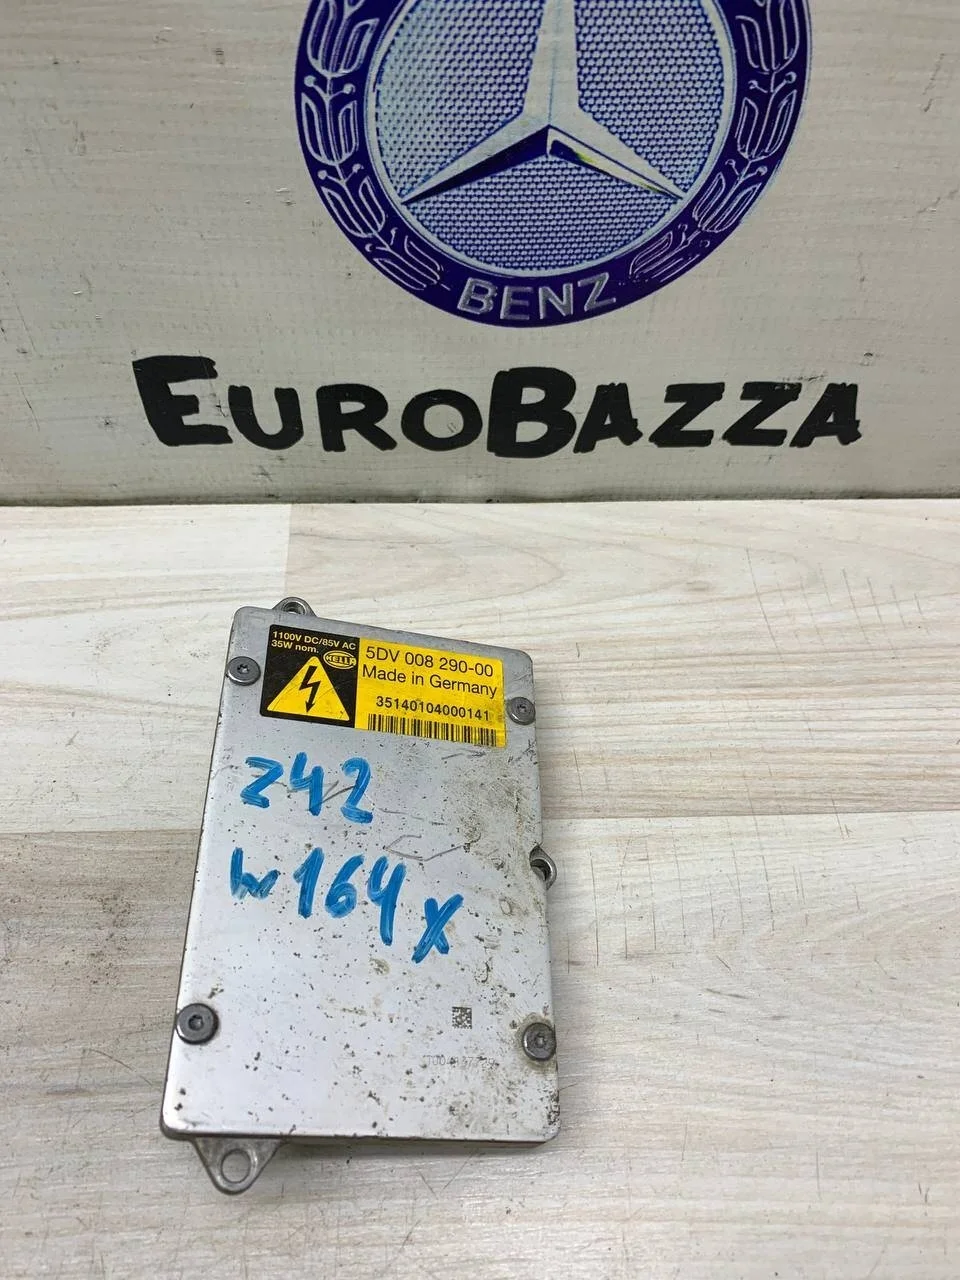 BENZ
EUROBAZZA
1100V DC/85V AC
35W nom.
HELLA
5DV 008 290-00
Made in Germany
35140104000141
z42
w164x